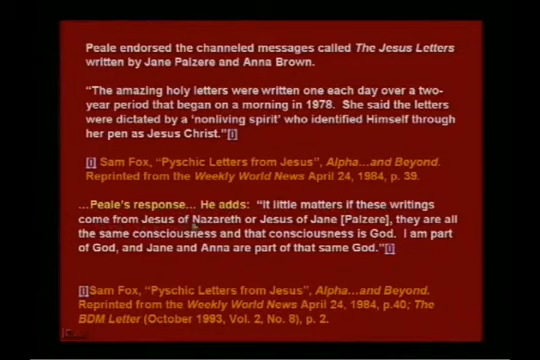 Peale endorsed the channeled messages called The Jesus Letters
written by Jane Palzere and Anna Brown.
“The amazing holy letters were written one each day over a two-
year period that began on a morning in 1978. She said the letters
were dictated by a ‘nonliving spirit’ who identified Himself through
her pen as Jesus Christ.”[i]
[i] Sam Fox, “Pyschic Letters from Jesus”, Alpha...and Beyond.
Reprinted from the Weekly World News April 24, 1984, p. 39.
...Peale’s response... He adds: “It little matters if these writings
come from Jesus of Nazareth or Jesus of Jane [Palzere], they are all
the same consciousness and that consciousness is God. I am part
of God, and Jane and Anna are part of that same God.”[i]
[i]Sam Fox, “Pyschic Letters from Jesus”, Alpha...and Beyond.
Reprinted from the Weekly World News April 24, 1984, p.40; The
BDM Letter (October 1993, Vol. 2, No. 8), p. 2.